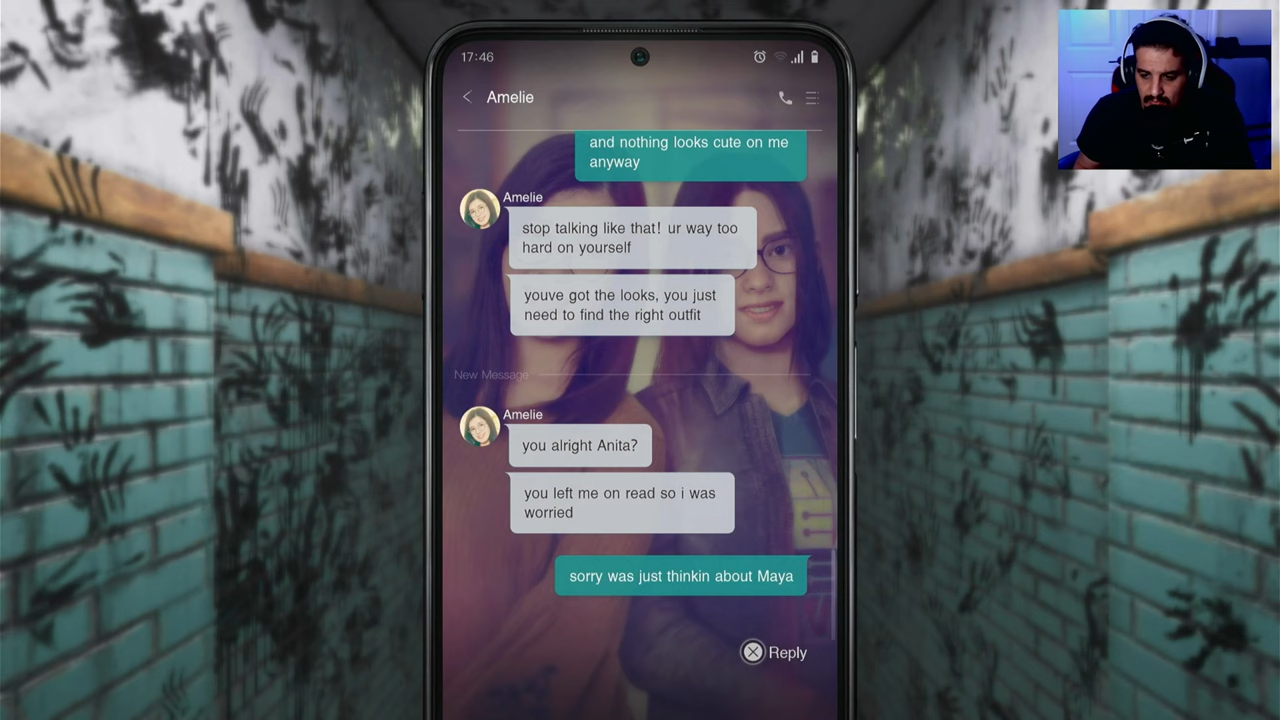 17:46
Amelie
and nothing looks cute on me
anyway
Amelie
stop talking like that! ur way too
hard on yourself
youve got the looks, you just
need to find the right outfit
New Message
Amelie
you alright Anita?
you left me on read so i was
worried
sorry was just thinkin about Maya
Reply